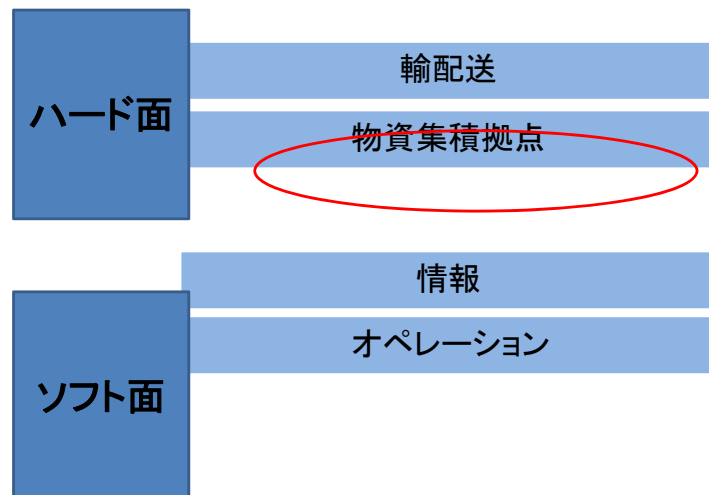 ハード面
輸配送
物資集積拠点
ソフト面
情報
オペレーション